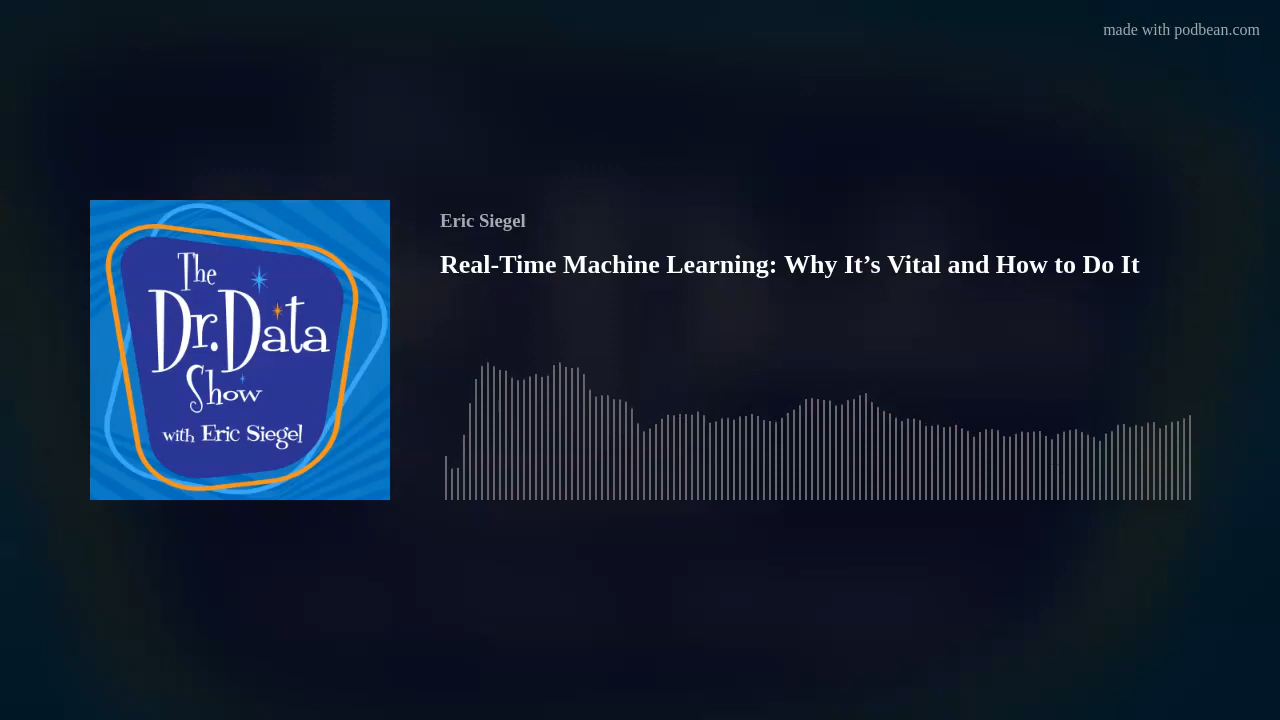 made with podbean.com
The
Dr. Data
Show
with Eric Siegel
Eric Siegel
Real-Time Machine Learning: Why It’s Vital and How to Do It